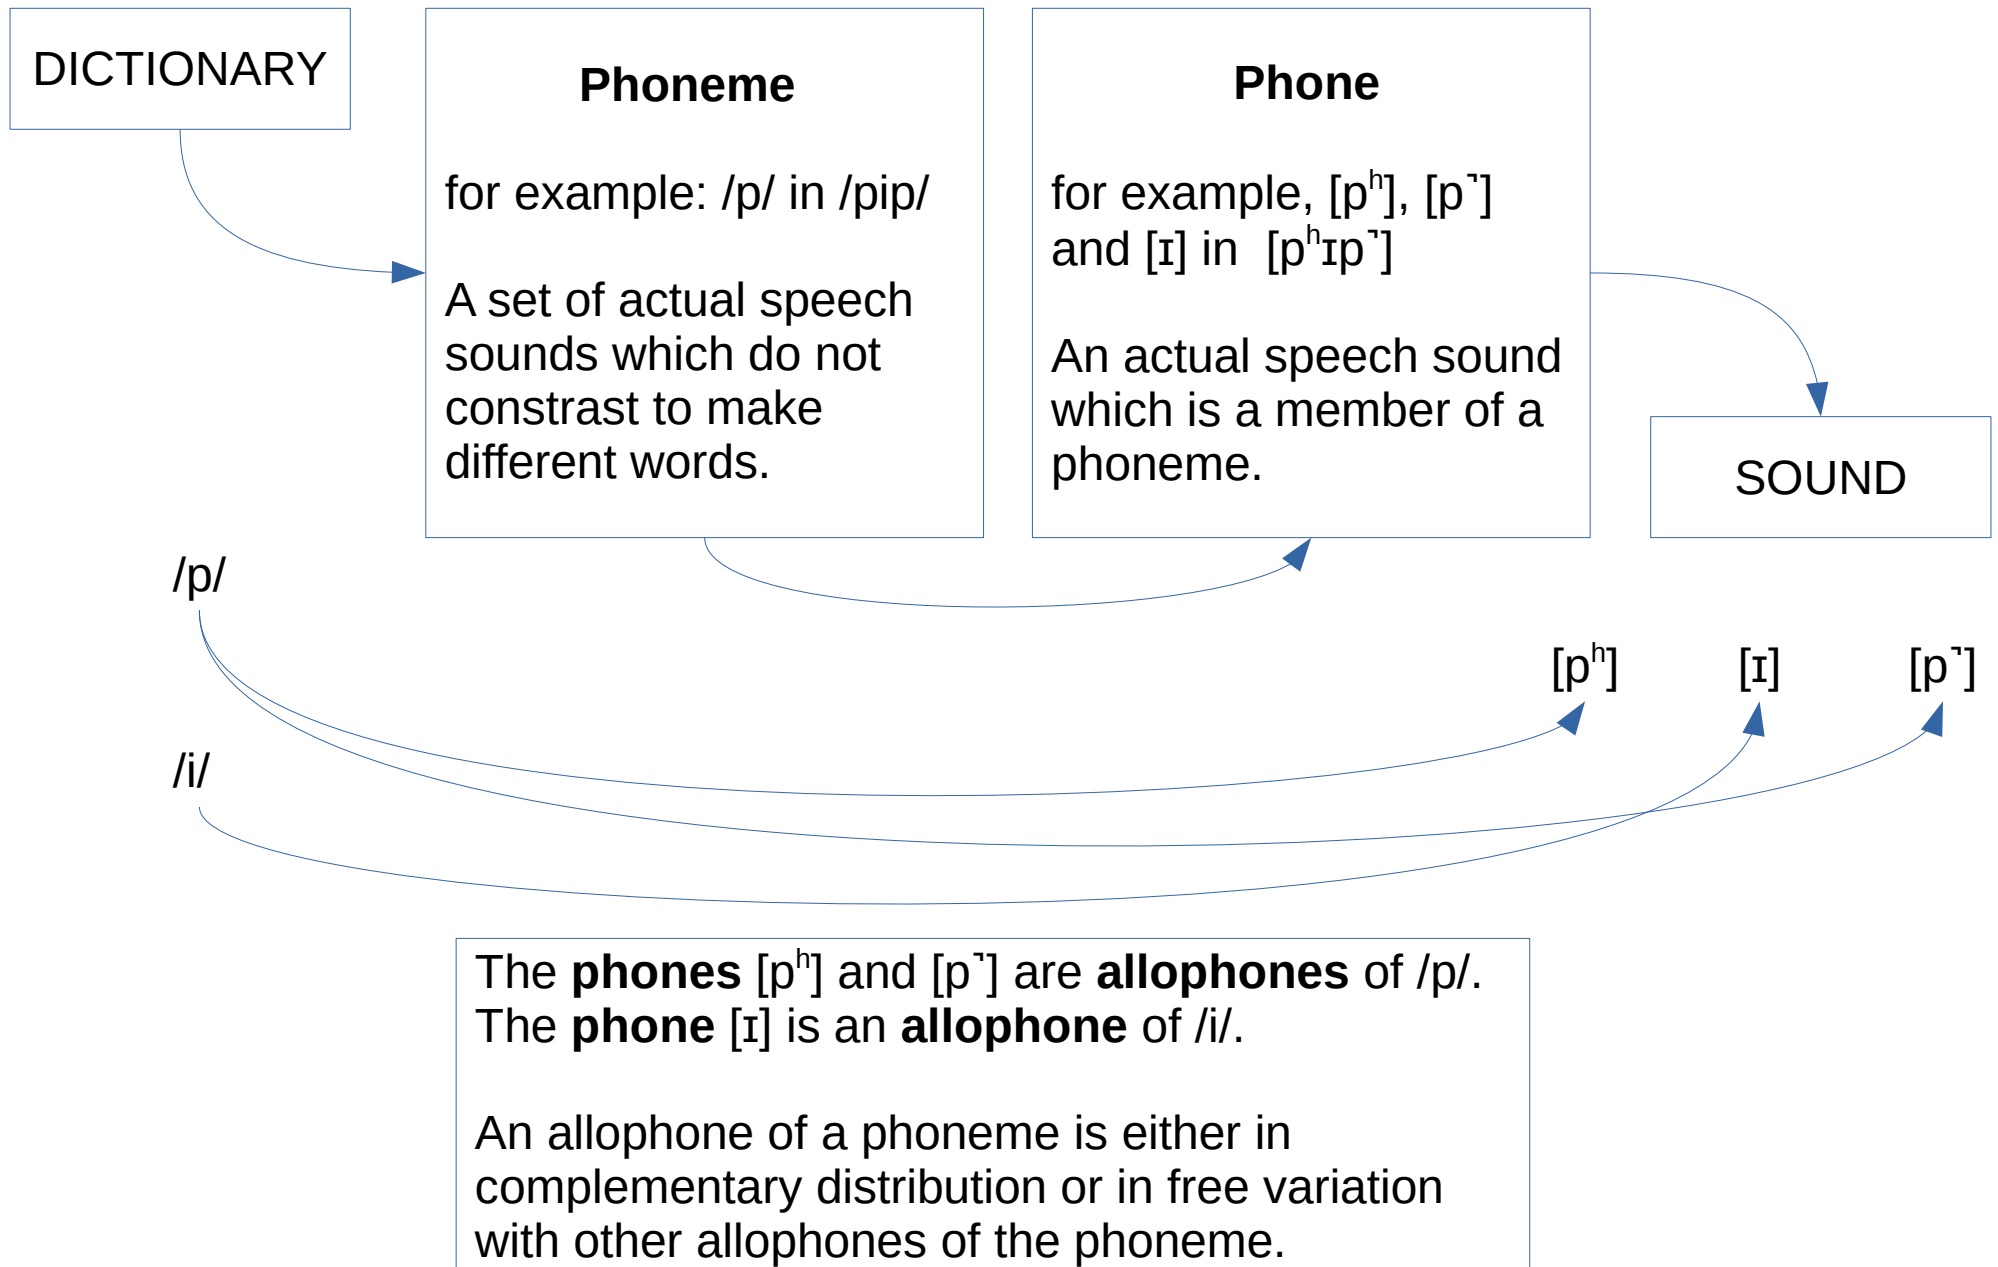 DICTIONARY
Phoneme
for example: /p/ in /pip/
A set of actual speech
sounds which do not
constrast to make
different words.
Phone
for example, [pʰ], [p˺]
and [ɪ] in [pʰɪp˺]
An actual speech sound
which is a member of a
phoneme.
SOUND
/p/
[pʰ] [ɪ] [p˺]
/i/
The phones [pʰ] and [p˺] are allophones of /p/.
The phone [ɪ] is an allophone of /i/.
An allophone of a phoneme is either in
complementary distribution or in free variation
with other allophones of the phoneme.